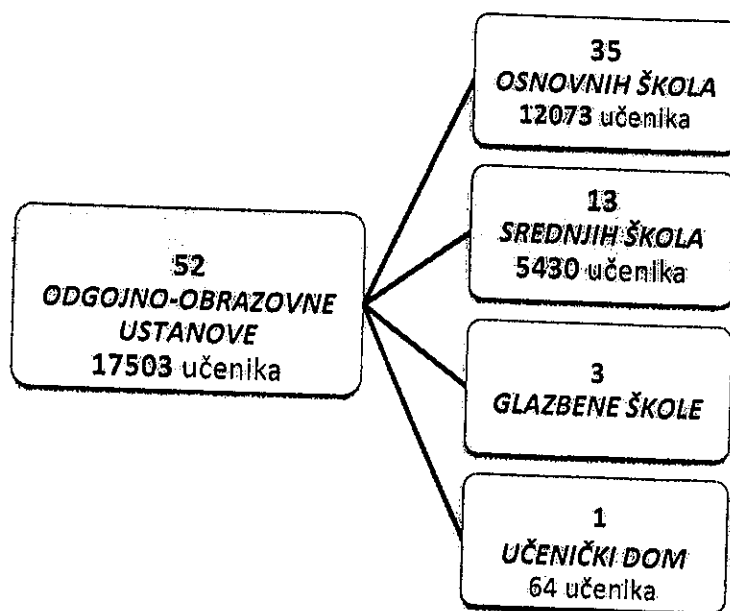 52
ODGOJNO-OBRAZOVNE
USTANOVE
17503 učenika
35
OSNOVNIH ŠKOLA
12073 učenika
13
SREDNJIH ŠKOLA
5430 učenika
3
GLAZBENE ŠKOLE
1
UČENIČKI DOM
64 učenika